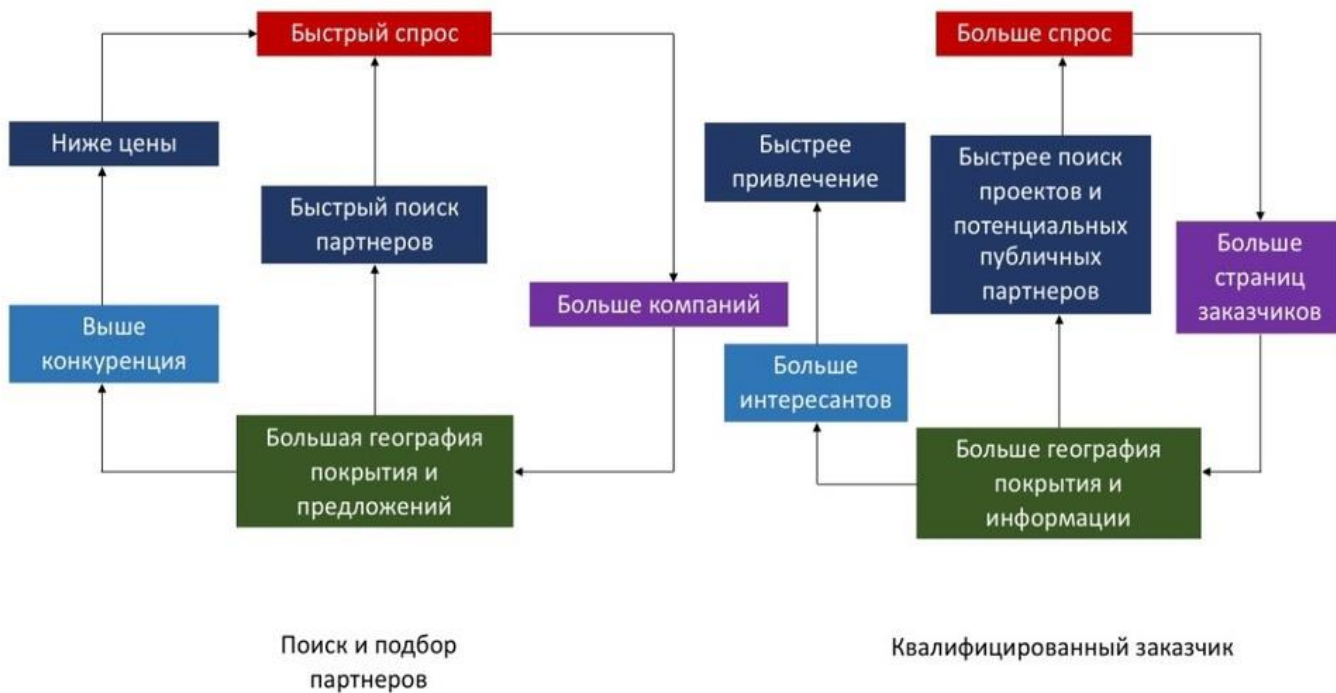 Быстрый спрос
Ниже цены
Быстрый поиск
партнеров
Больше компаний
Выше
конкуренция
Большая география
покрытия и
предложений
Поиск и подбор
партнеров
Больше спрос
Быстрее
привлечение
Быстрее поиск
проектов и
потенциальных
публичных
партнеров
Больше
страниц
заказчиков
Больше
интересантов
Больше география
покрытия и
информации
Квалифицированный заказчик